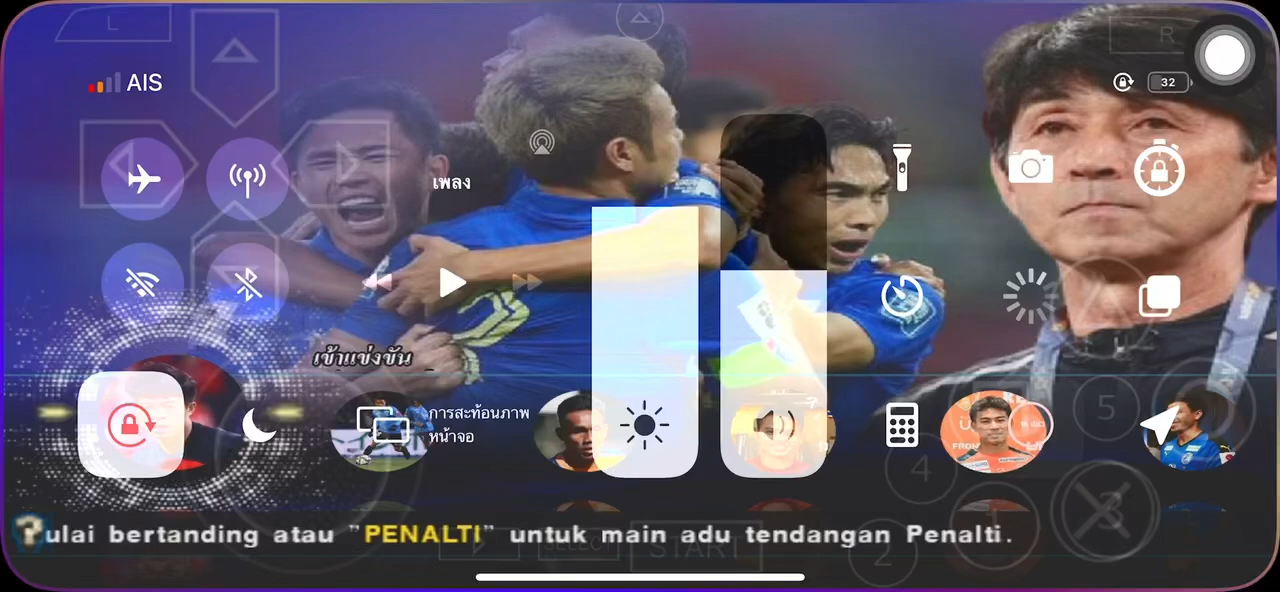 L
R
AIS
32
เพลง
เข้าแข่งขัน
การสะท้อนภาพ
หน้าจอ
5
4
3
?ulai bertanding atau "PENALTI" untuk main adu tendangan Penalti.
SELECT
START
2